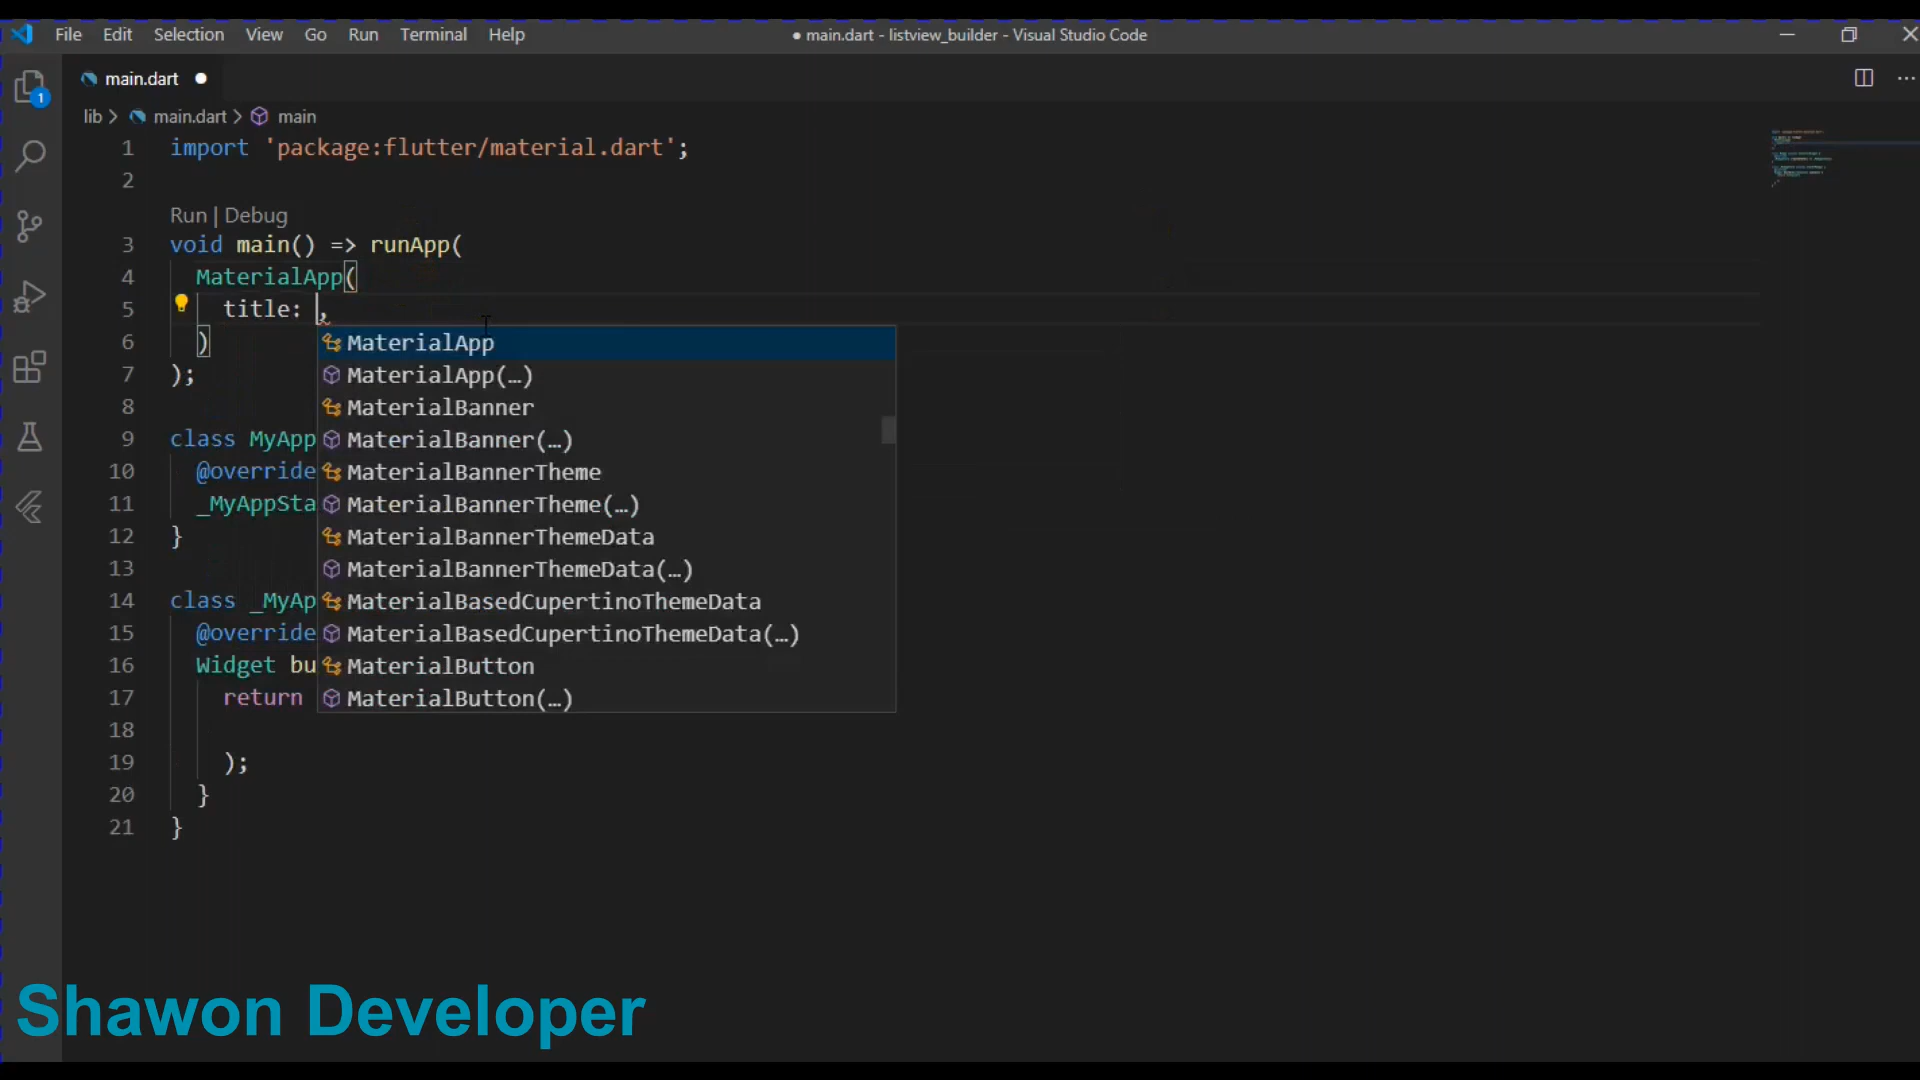 File Edit Selection View Go Run Terminal Help
● main.dart - listview_builder - Visual Studio Code
1
main.dart
lib > main.dart > main
1 import 'package:flutter/material.dart';
2
Run | Debug
3 void main() => runApp(
4 MaterialApp(
5 title: ,
6 )
7 );
8
9 class MyApp
10 @override
11 _MyAppSta
12 }
13
14 class _MyAp
15 @override
16 Widget bu
17 return
18
19 );
20 }
21 }
MaterialApp
MaterialApp(…)
MaterialBanner
MaterialBanner(…)
MaterialBannerTheme
MaterialBannerTheme(…)
MaterialBannerThemeData
MaterialBannerThemeData(…)
MaterialBasedCupertinoThemeData
MaterialBasedCupertinoThemeData(…)
MaterialButton
MaterialButton(…)
Shawon Developer